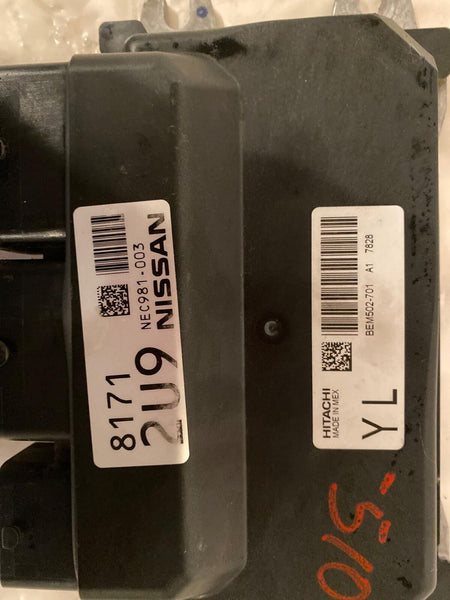 8171
2U9
NEC981-003
NISSAN
HITACHI
MADE IN MEX
YL
BEM502-701 A1 7828